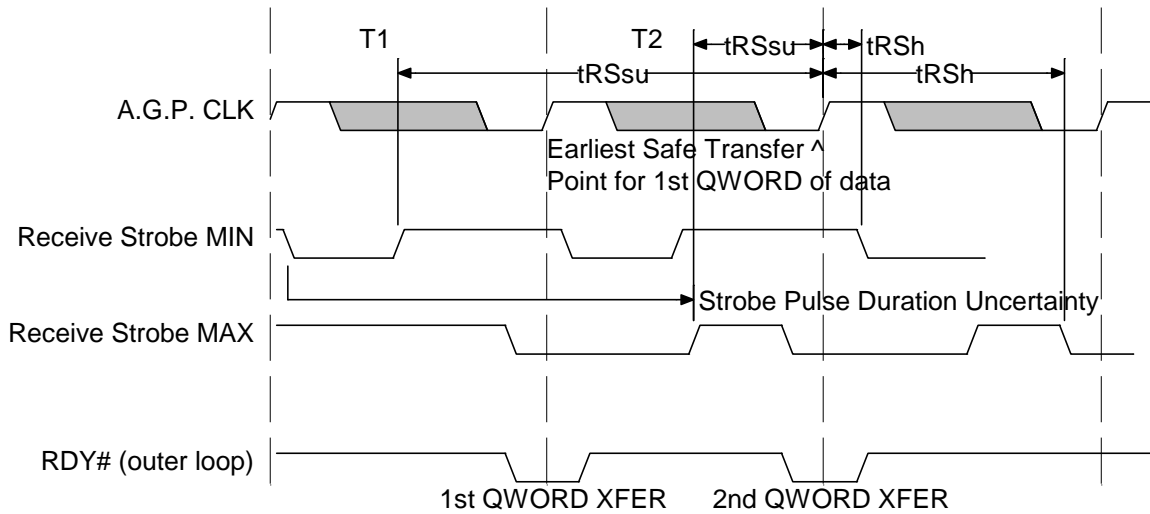 T1
T2
tRSsu
tRSh
tRSsu
tRSh
A.G.P. CLK
Earliest Safe Transfer ^
Point for 1st QWORD of data
Receive Strobe MIN
Strobe Pulse Duration Uncertainty
Receive Strobe MAX
RDY# (outer loop)
1st QWORD XFER
2nd QWORD XFER